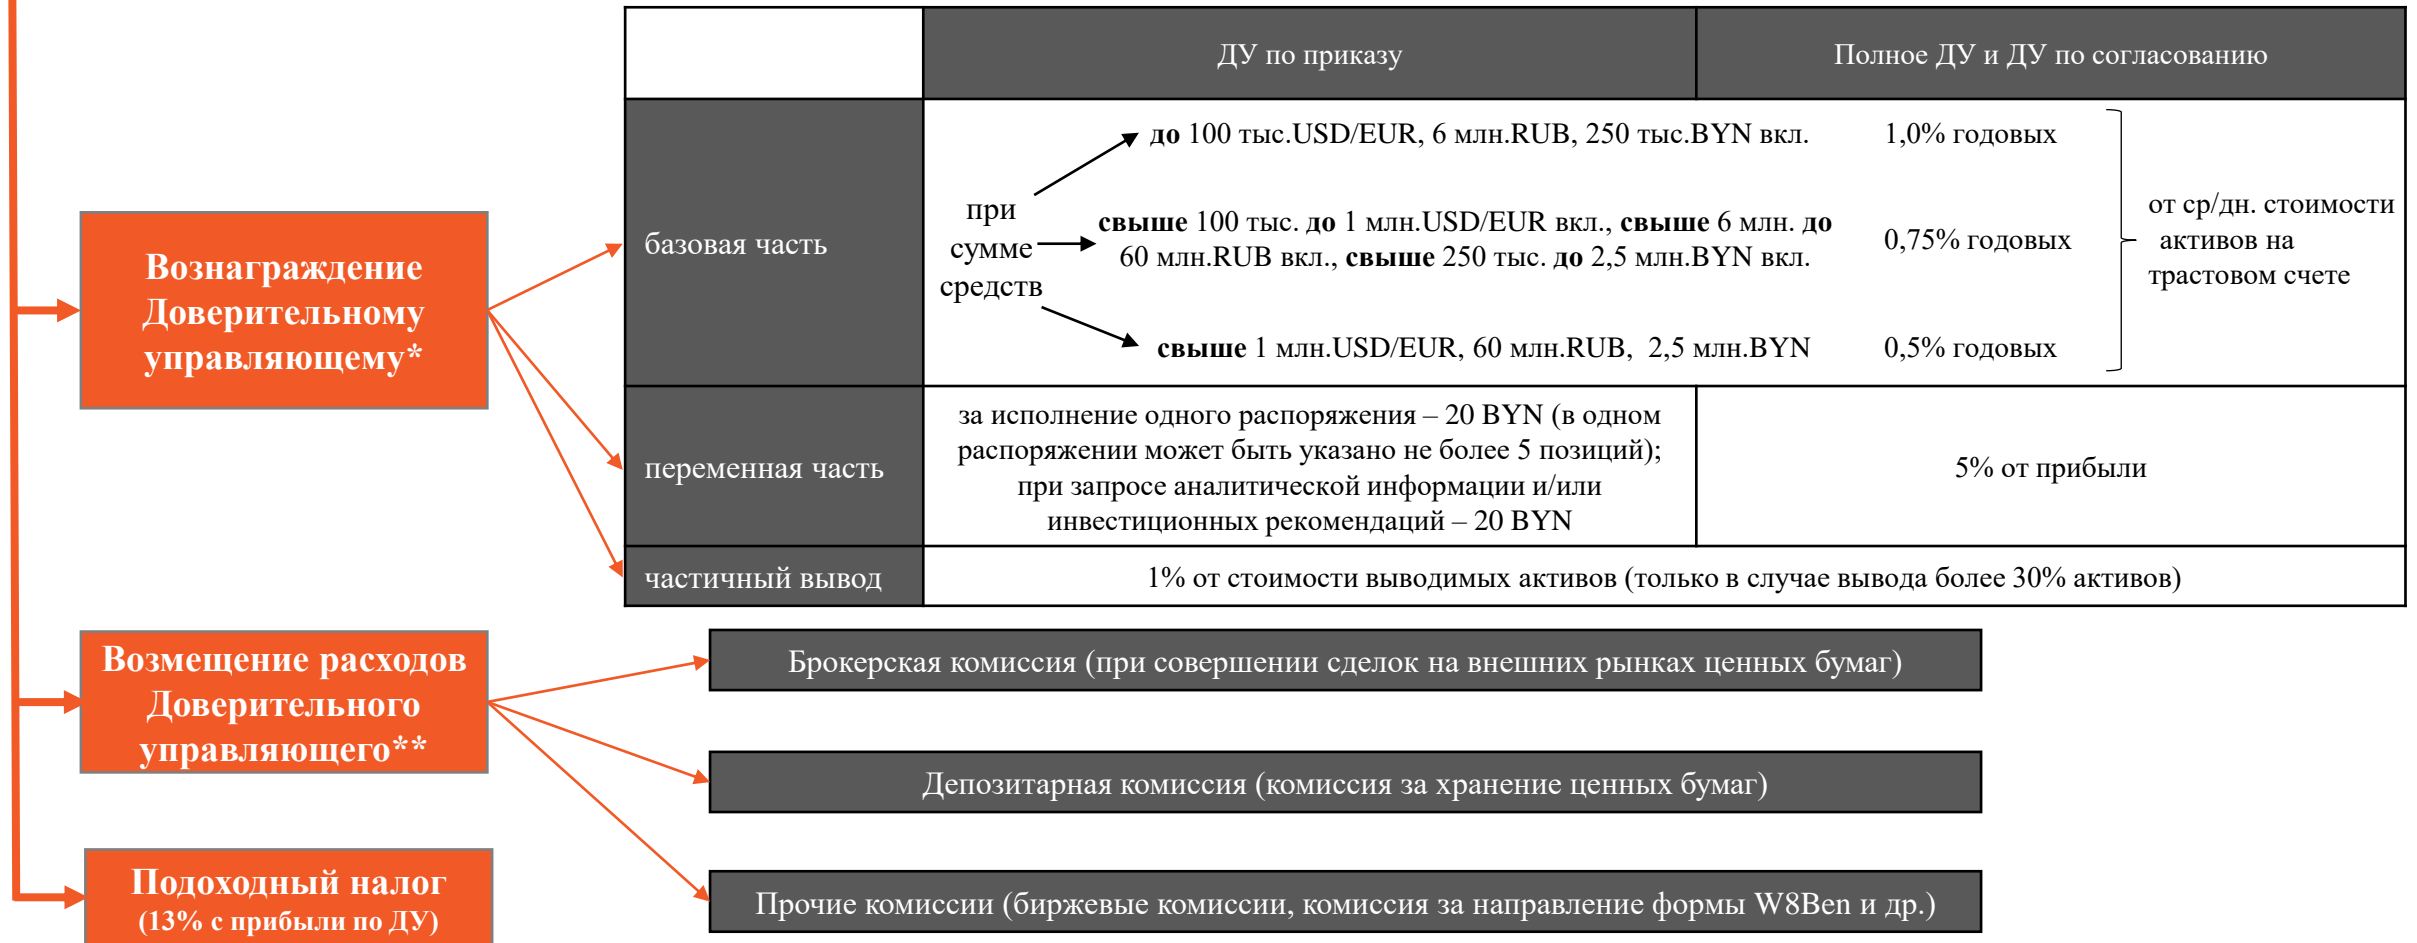 ДУ по приказу
Полное ДУ и ДУ по согласованию
Вознаграждение
Доверительному
управляющему*
базовая часть
при
сумме
средств
до 100 тыс.USD/EUR, 6 млн.RUB, 250 тыс.BYN вкл.
1,0% годовых
свыше 100 тыс. до 1 млн.USD/EUR вкл., свыше 6 млн. до
60 млн.RUB вкл., свыше 250 тыс. до 2,5 млн.BYN вкл.
0,75% годовых
свыше 1 млн.USD/EUR, 60 млн.RUB, 2,5 млн.BYN
0,5% годовых
от ср/дн. стоимости
активов на
трастовом счете
переменная часть
за исполнение одного распоряжения – 20 BYN (в одном
распоряжении может быть указано не более 5 позиций);
при запросе аналитической информации и/или
инвестиционных рекомендаций – 20 BYN
5% от прибыли
частичный вывод
1% от стоимости выводимых активов (только в случае вывода более 30% активов)
Возмещение расходов
Доверительного
управляющего**
Брокерская комиссия (при совершении сделок на внешних рынках ценных бумаг)
Депозитарная комиссия (комиссия за хранение ценных бумаг)
Прочие комиссии (биржевые комиссии, комиссия за направление формы W8Ben и др.)
Подоходный налог
(13% с прибыли по ДУ)